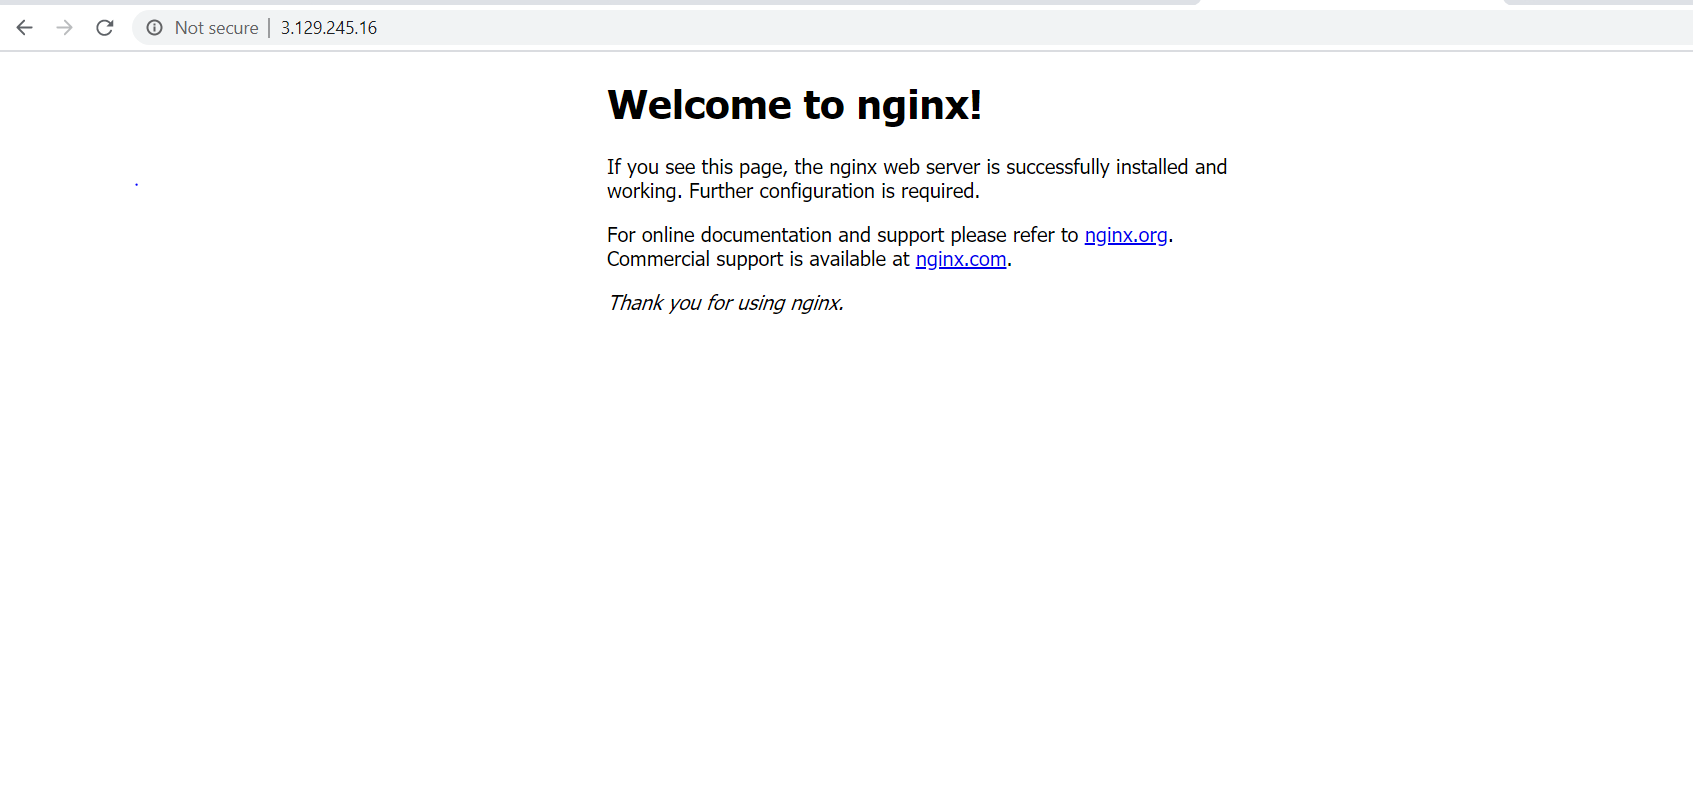 Not secure | 3.129.245.16
Welcome to nginx!
If you see this page, the nginx web server is successfully installed and
working. Further configuration is required.
For online documentation and support please refer to nginx.org.
Commercial support is available at nginx.com.
Thank you for using nginx.